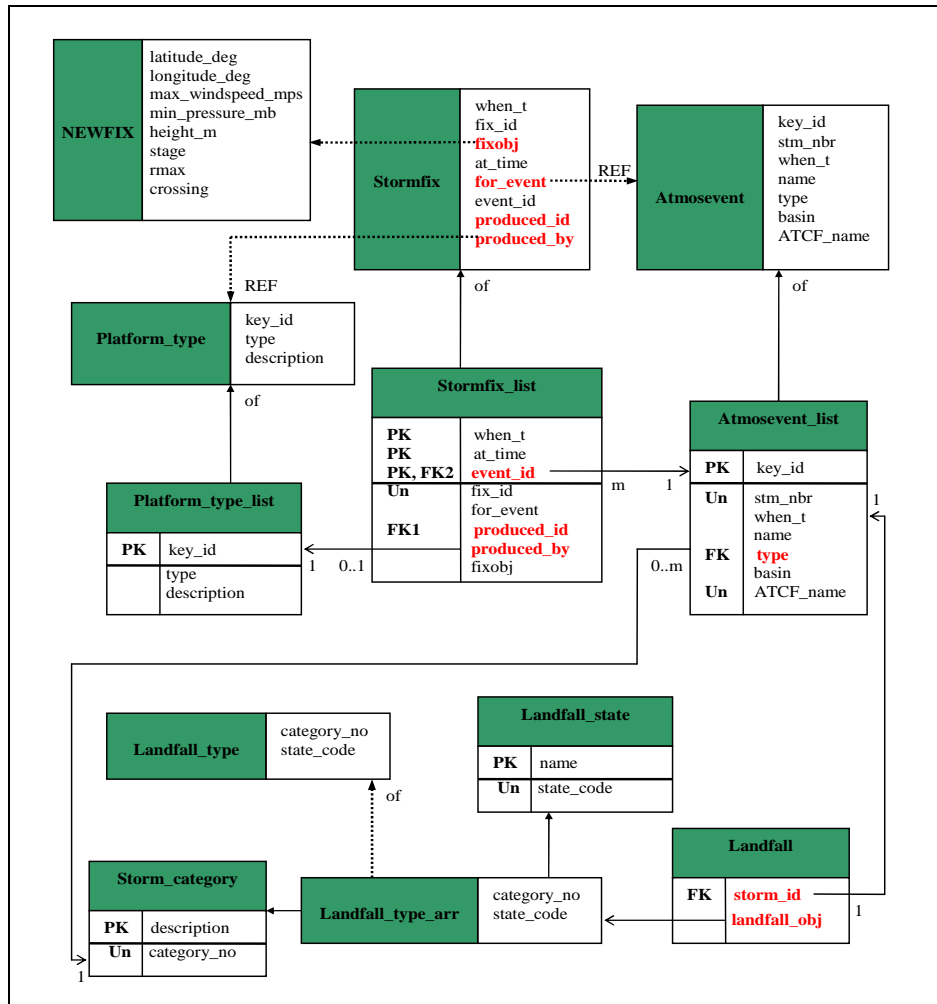 NEWFIX
latitude_deg
longitude_deg
max_windspeed_mps
min_pressure_mb
height_m
stage
rmax
crossing
Stormfix
when_t
fix_id
fixobj
at_time
for_event
event_id
produced_id
produced_by
REF
Atmosevent
key_id
stm_nbr
when_t
name
type
basin
ATCF_name
REF
of
of
Platform_type
key_id
type
description
of
Stormfix_list
PK when_t
PK at_time
PK, FK2 event_id
Un fix_id
for_event
FK1 produced_id
produced_by
fixobj
m
1
Atmosevent_list
PK key_id
Un stm_nbr
when_t
name
FK type
basin
Un ATCF_name
1
0..m
Platform_type_list
PK key_id
type
description
1
0..1
Landfall_type
category_no
state_code
of
Landfall_state
PK name
Un state_code
Storm_category
PK description
Un category_no
1
Landfall_type_arr
category_no
state_code
Landfall
FK storm_id
landfall_obj
1